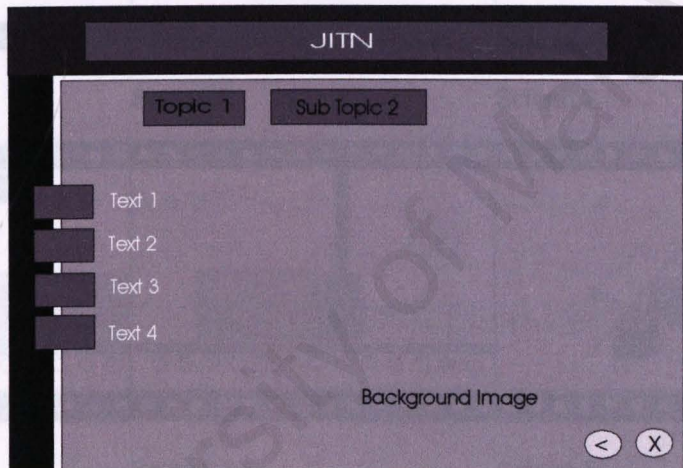 JITN
Topic 1 Sub Topic 2
Text 1
Text 2
Text 3
Text 4
Background Image
< X